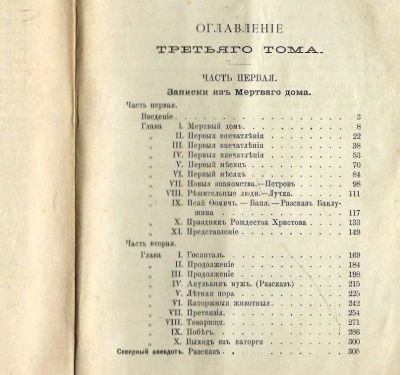 ОГЛАВЛЕНІЕ
ТРЕТЬЯГО ТОМА.
ЧАСТЬ ПЕРВАЯ.
Записки изъ Мертваго дома.
Часть первая.
Введеніе 3
Глава I. Мертвый домъ. 8
„ II. Первыя впечатлѣнія 22
„ III. Первыя впечатлѣнія 38
„ IV. Первыя впечатлѣнія 53
„ V. Первый мѣсяцъ 70
„ VI. Первый мѣсяцъ 84
„ VII. Новыя знакомства.—Петровъ 98
„ VIII. Рѣшительные люди.—Лучка. 111
„ IX. Исай Ѳомичъ.—Баня.—Разсказъ Баклу-
шина 117
„ X. Праздникъ Рождества Христова 133
„ XI. Представленіе 149
Часть вторая.
Глава I. Госпиталь 169
„ II. Продолженіе 184
„ III. Продолженіе 198
„ IV. Акулькинъ мужъ. (Разсказъ) 215
„ V. Лѣтняя пора 225
„ VI. Каторжныя животныя 242
„ VII. Претензія 254
„ VIII. Товарищи 271
„ IX. Побѣгъ 286
„ X. Выходъ изъ каторги 300
Скверный анекдотъ. Разсказъ 305